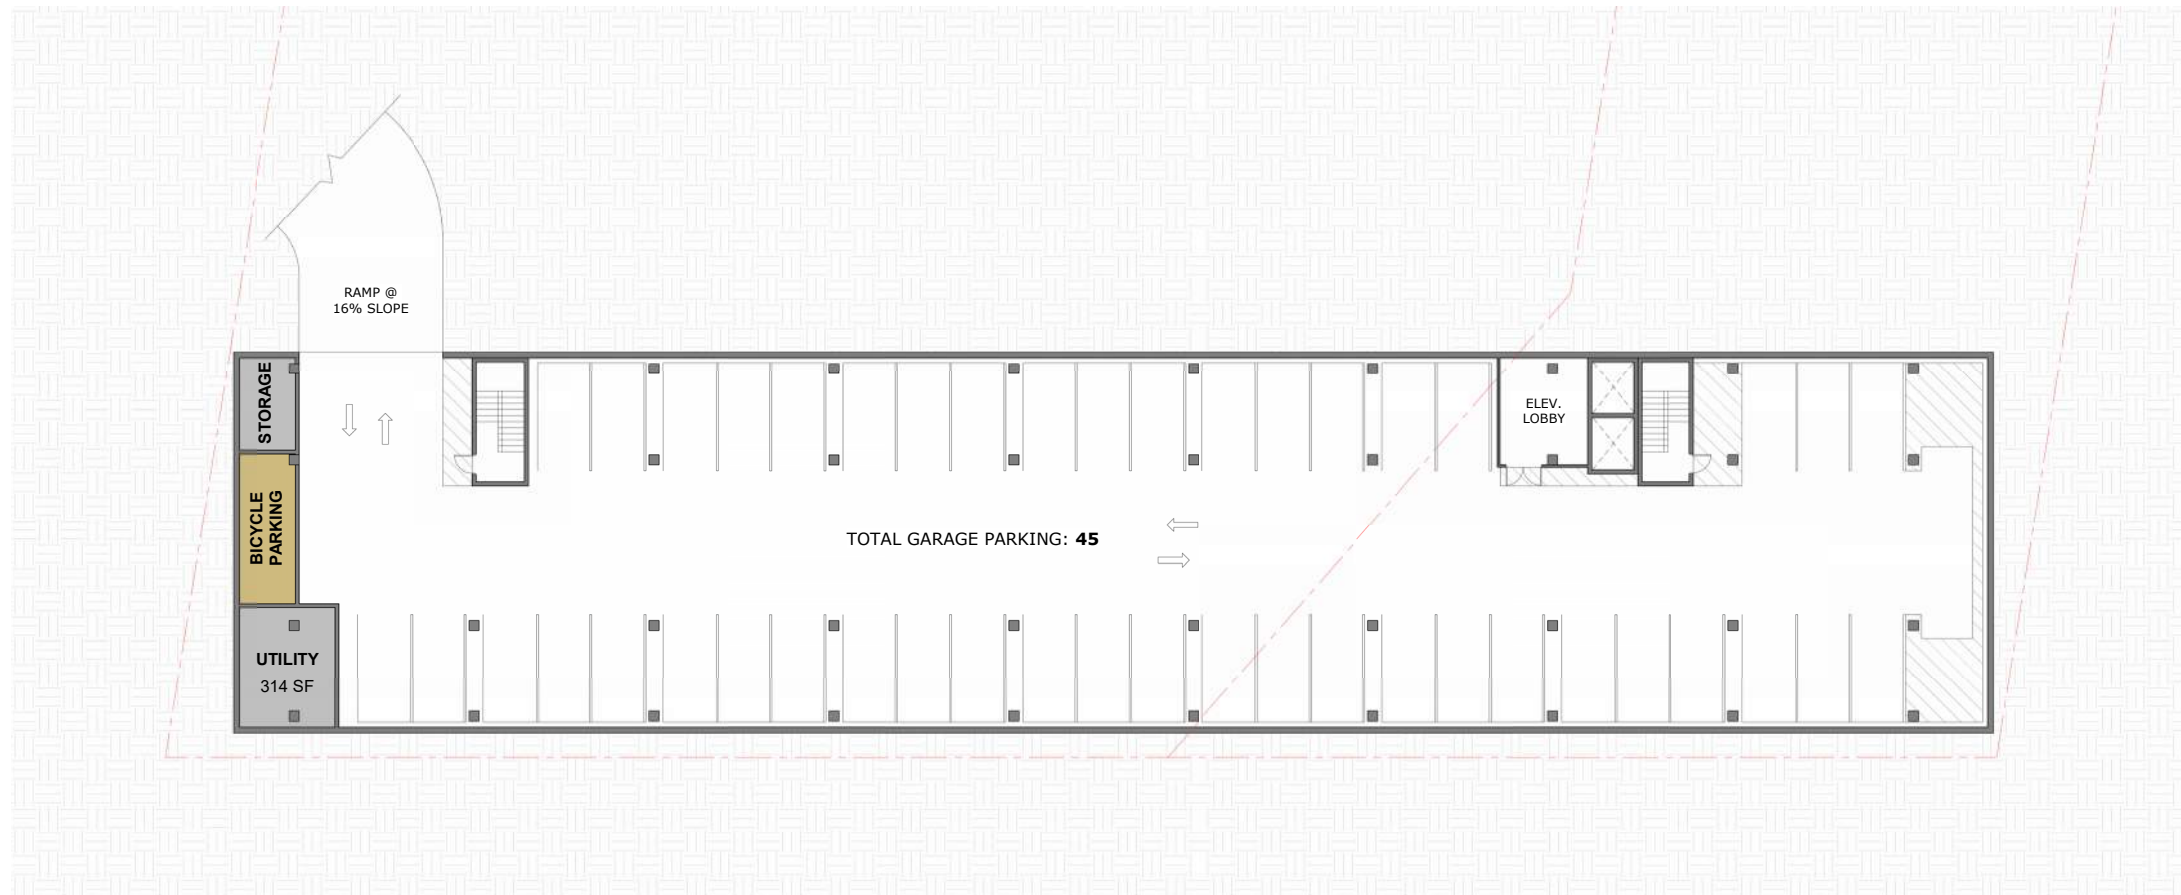 RAMP @
16% SLOPE
STORAGE
ELEV.
LOBBY
BICYCLE
PARKING
TOTAL GARAGE PARKING: 45
UTILITY
314 SF